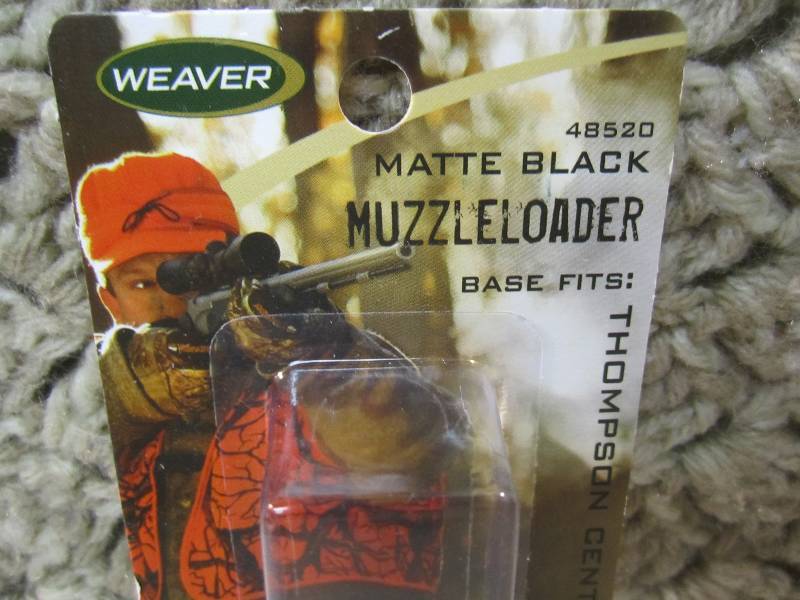 WEAVER
48520
MATTE BLACK
MUZZLELOADER
BASE FITS:
THOMPSON